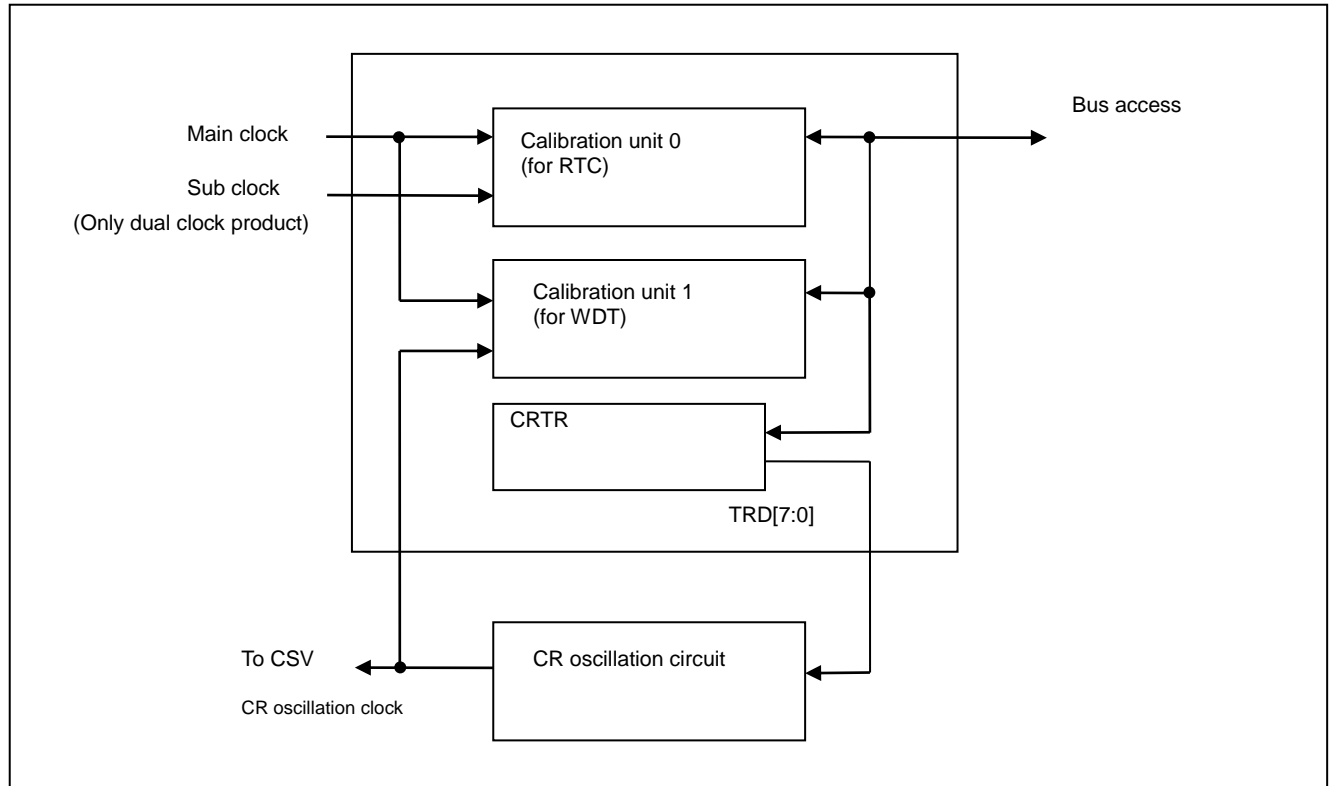 Bus access
Main clock
Calibration unit 0
(for RTC)
Sub clock
(Only dual clock product)
Calibration unit 1
(for WDT)
CRTR
TRD[7:0]
To CSV
CR oscillation circuit
CR oscillation clock